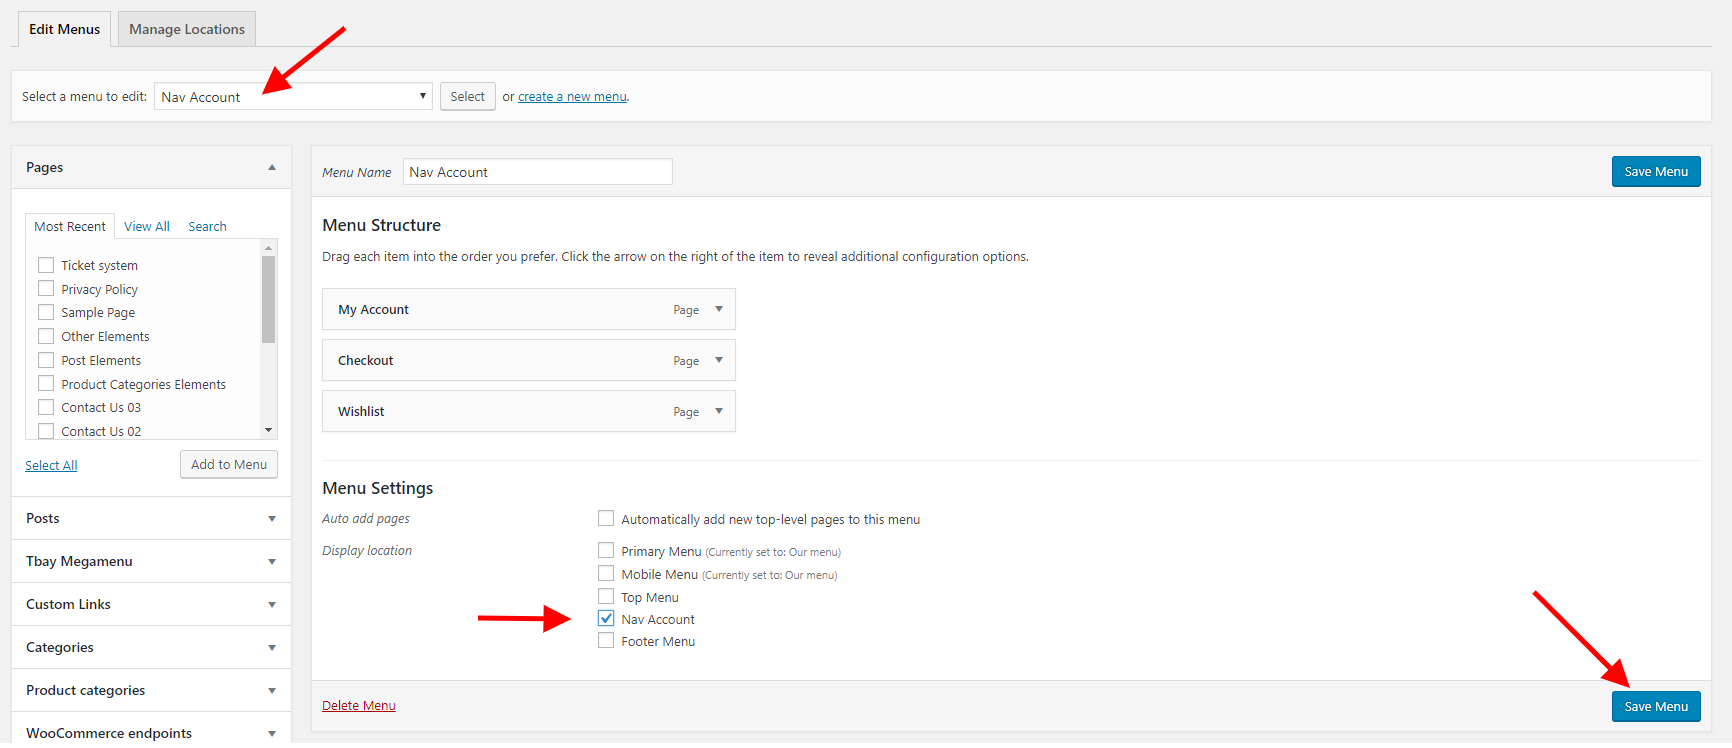 Edit Menus
Manage Locations
Select a menu to edit: Nav Account Select or create a new menu.
Pages
Most Recent View All Search
Ticket system
Privacy Policy
Sample Page
Other Elements
Post Elements
Product Categories Elements
Contact Us 03
Contact Us 02
Select All Add to Menu
Posts
Tbay Megamenu
Custom Links
Categories
Product categories
WooCommerce endpoints
Menu Name Nav Account Save Menu
Menu Structure
Drag each item into the order you prefer. Click the arrow on the right of the item to reveal additional configuration options.
My Account Page
Checkout Page
Wishlist Page
Menu Settings
Auto add pages Automatically add new top-level pages to this menu
Display location Primary Menu (Currently set to: Our menu)
Mobile Menu (Currently set to: Our menu)
Top Menu
Nav Account
Footer Menu
Delete Menu Save Menu